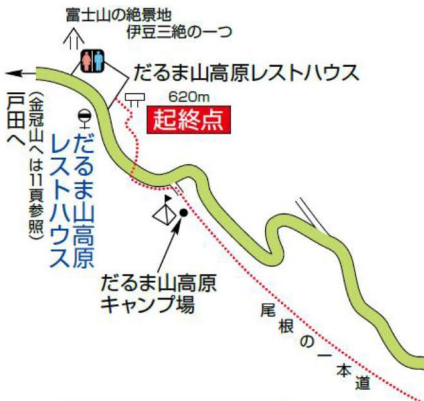 富士山の絶景地
伊豆三絶の一つ
だるま山高原レストハウス
620m
起終点
戸田へ
(金冠山へは11頁参照)
だるま山高原
レストハウス
だるま山高原
キャンプ場
尾根の一本道